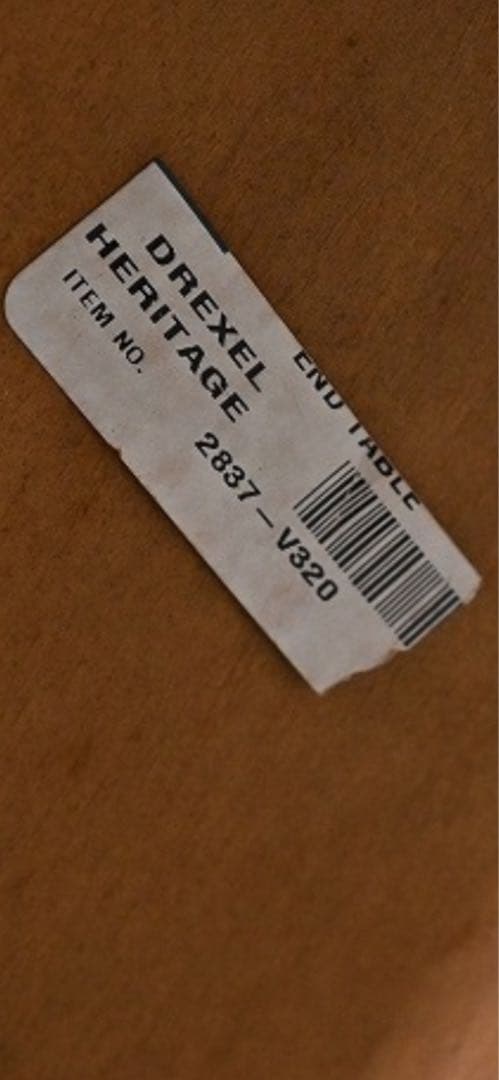 DREXEL
HERITAGE
ITEM NO.
END TABLE
2837-V320